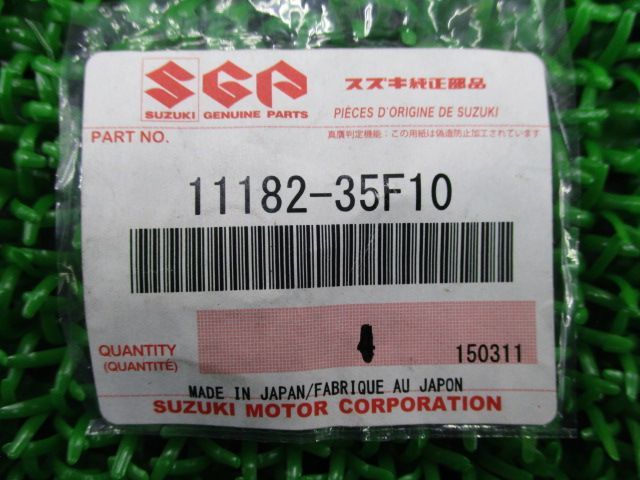 SGP
スズキ純正部品
SUZUKI GENUINE PARTS
PIÈCES D'ORIGINE DE SUZUKI
PART NO.
真贋判定機能：この用紙は偽造防止加工されています
11182-35F10
QUANTITY
(QUANTITÉ)
150311
MADE IN JAPAN/FABRIQUE AU JAPON
SUZUKI MOTOR CORPORATION